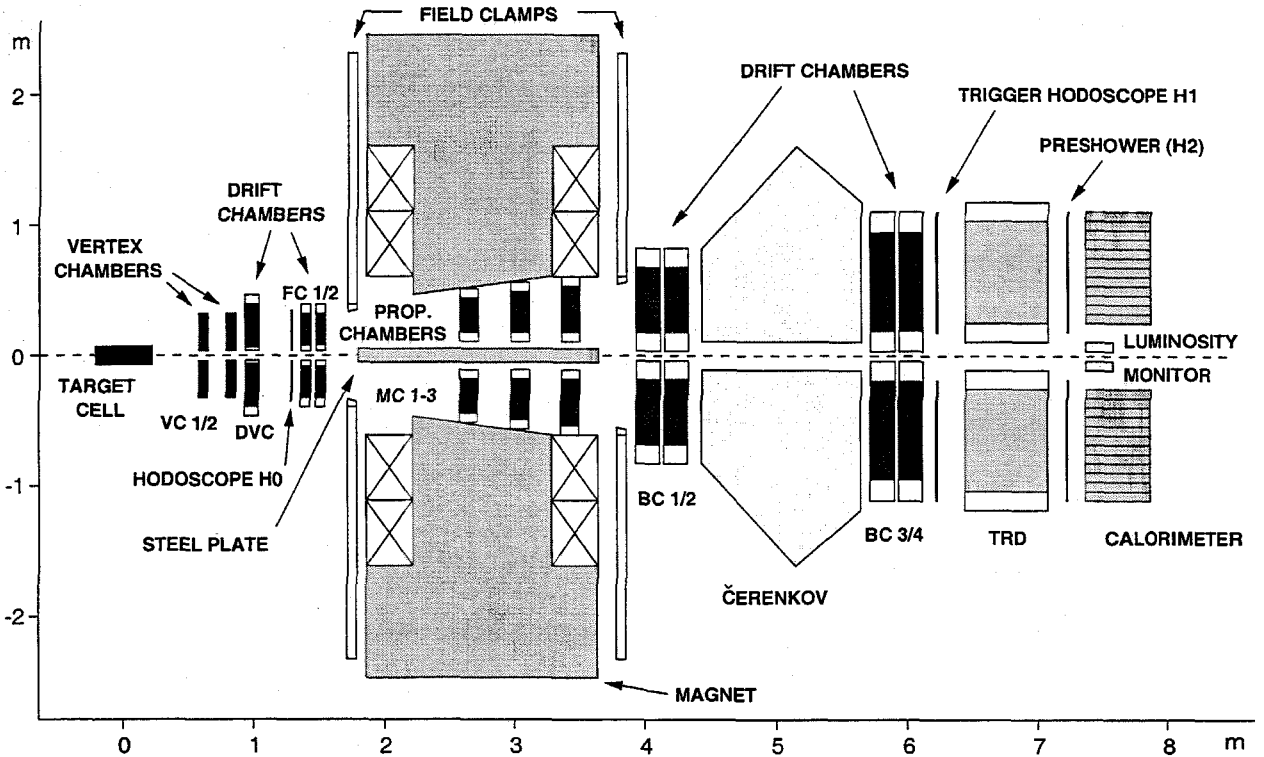 FIELD CLAMPS
m
DRIFT CHAMBERS
2
TRIGGER HODOSCOPE H1
PRESHOWER (H2)
DRIFT
CHAMBERS
1
VERTEX
CHAMBERS
FC 1/2
PROP.
CHAMBERS
LUMINOSITY
0
MONITOR
TARGET
CELL
MC 1-3
VC 1/2
DVC
HODOSCOPE H0
-1
BC 1/2
STEEL PLATE
BC 3/4
TRD
CALORIMETER
ČERENKOV
-2
MAGNET
0 1 2 3 4 5 6 7 8 m